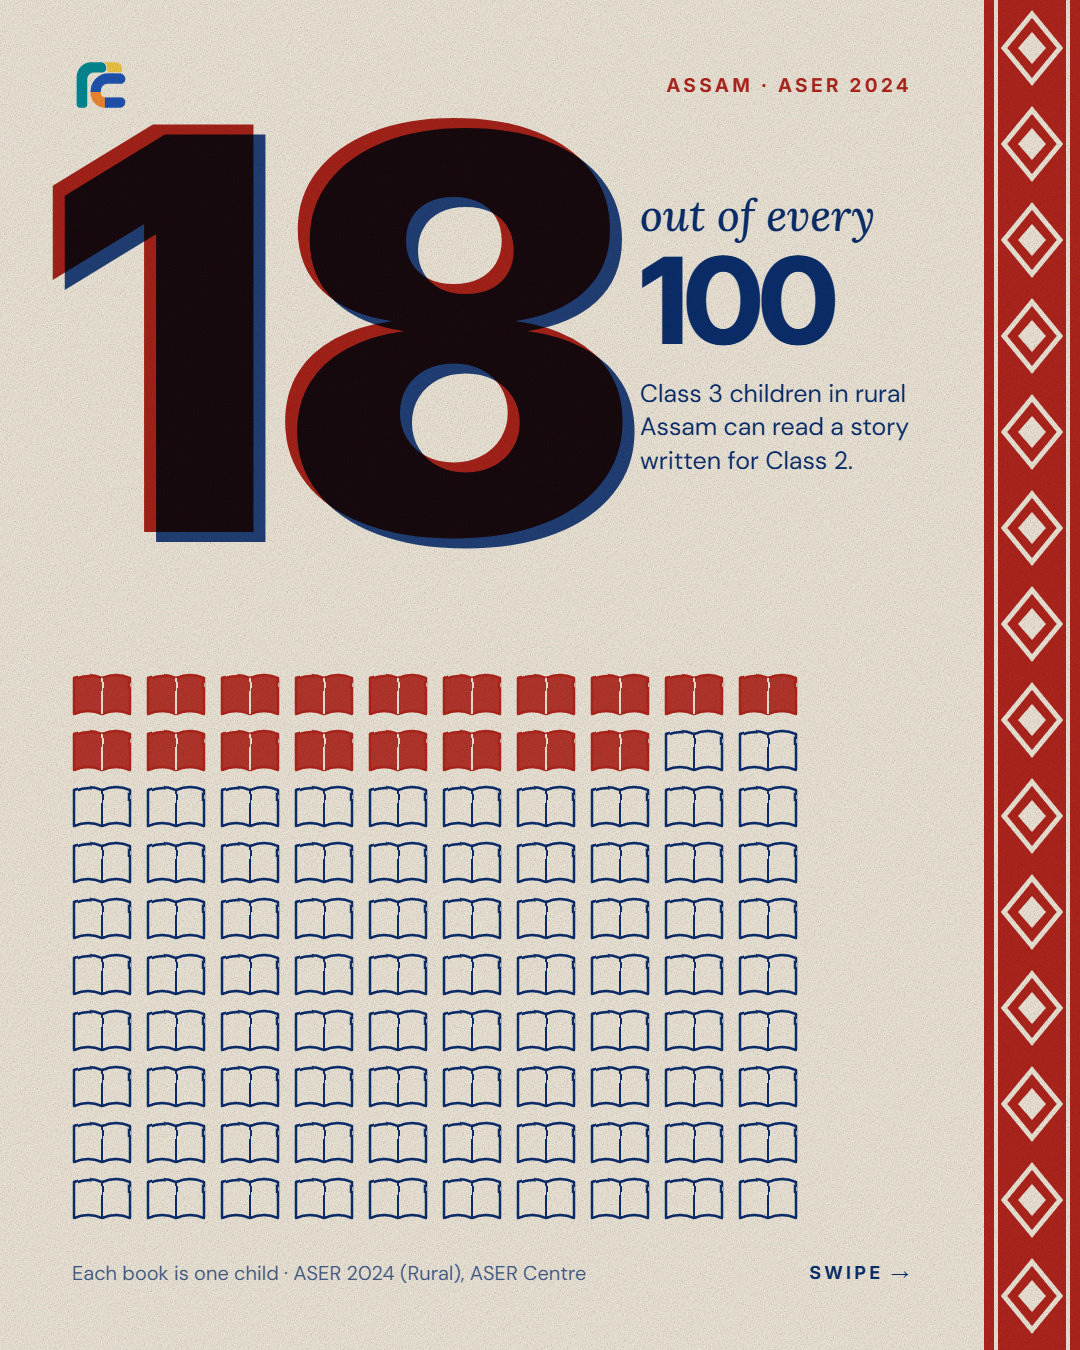 ASSAM · ASER 2024
18
out of every
100
Class 3 children in rural
Assam can read a story
written for Class 2.
Each book is one child · ASER 2024 (Rural), ASER Centre
SWIPE →